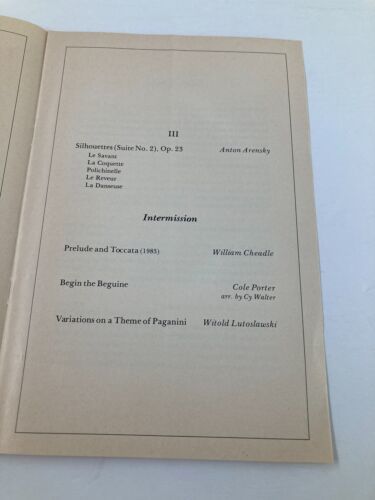 III
Silhouettes (Suite No. 2), Op. 23 Anton Arensky
Le Savant
La Coquette
Polichinelle
Le Reveur
La Danseuse
Intermission
Prelude and Toccata (1983) William Cheadle
Begin the Beguine Cole Porter
arr. by Cy Walter
Variations on a Theme of Paganini Witold Lutoslawski